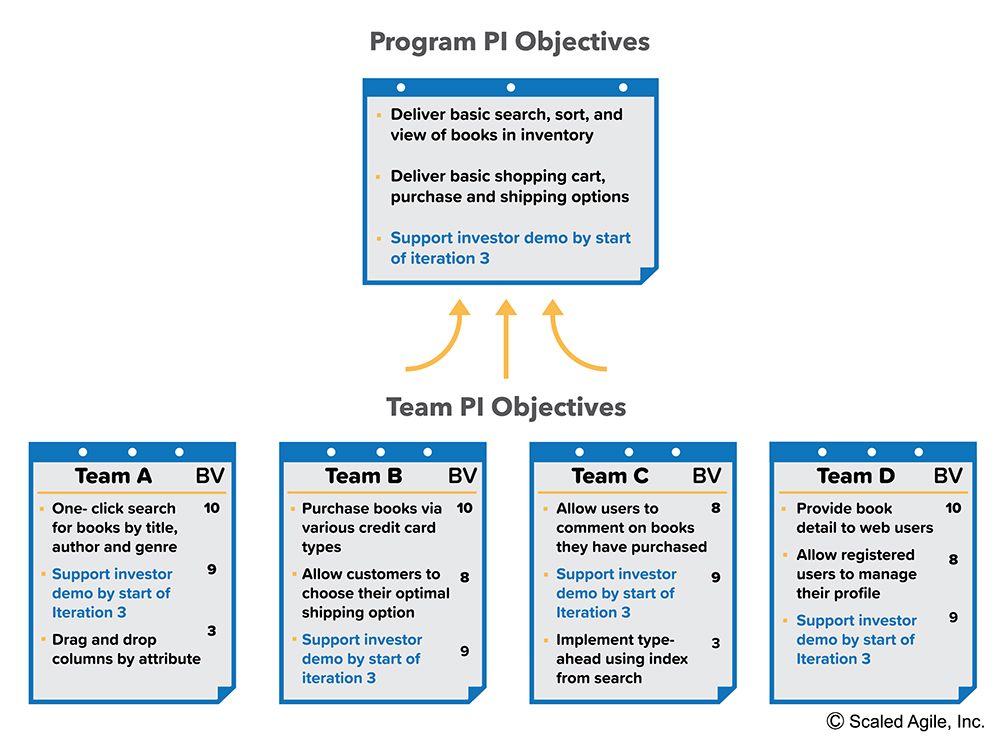 Program PI Objectives
Deliver basic search, sort, and
view of books in inventory
Deliver basic shopping cart,
purchase and shipping options
Support investor demo by start
of iteration 3
Team PI Objectives
Team A BV
One- click search 10
for books by title,
author and genre
Support investor 9
demo by start of
Iteration 3
Drag and drop 3
columns by attribute
Team B BV
Purchase books via 10
various credit card
types
Allow customers to 8
choose their optimal
shipping option
Support investor
demo by start of 9
iteration 3
Team C BV
Allow users to 8
comment on books
they have purchased
Support investor 9
demo by start of
Iteration 3
Implement type- 3
ahead using index
from search
Team D BV
Provide book 10
detail to web users
Allow registered 8
users to manage
their profile
Support investor 9
demo by start of
Iteration 3
© Scaled Agile, Inc.